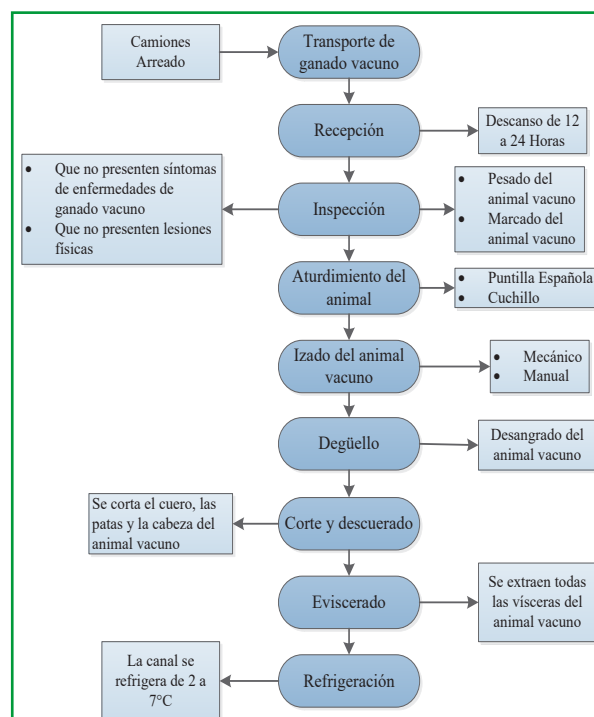 Camiones
Arreado
Transporte de
ganado vacuno
Recepción
Descanso de 12
a 24 Horas
• Que no presenten síntomas
de enfermedades de
ganado vacuno
• Que no presenten lesiones
físicas
Inspección
• Pesado del
animal vacuno
• Marcado del
animal vacuno
Aturdimiento del
animal
• Puntilla Española
• Cuchillo
Izado del animal
vacuno
• Mecánico
• Manual
Degüello
Desangrado del
animal vacuno
Se corta el cuero, las
patas y la cabeza del
animal vacuno
Corte y descuerado
Eviscerado
Se extraen todas
las vísceras del
animal vacuno
La canal se
refrigera de 2 a
7°C
Refrigeración